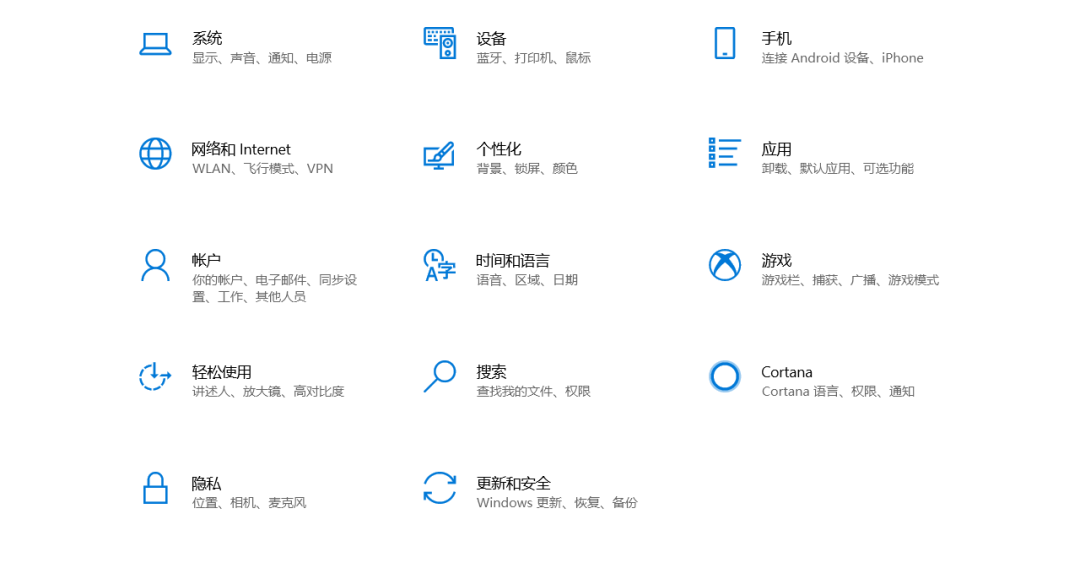 系统
显示、声音、通知、电源
设备
蓝牙、打印机、鼠标
手机
连接 Android 设备、iPhone
网络和 Internet
WLAN、飞行模式、VPN
个性化
背景、锁屏、颜色
应用
卸载、默认应用、可选功能
帐户
你的帐户、电子邮件、同步设
置、工作、其他人员
时间和语言
语音、区域、日期
游戏
游戏栏、捕获、广播、游戏模式
轻松使用
讲述人、放大镜、高对比度
搜索
查找我的文件、权限
Cortana
Cortana 语言、权限、通知
隐私
位置、相机、麦克风
更新和安全
Windows 更新、恢复、备份